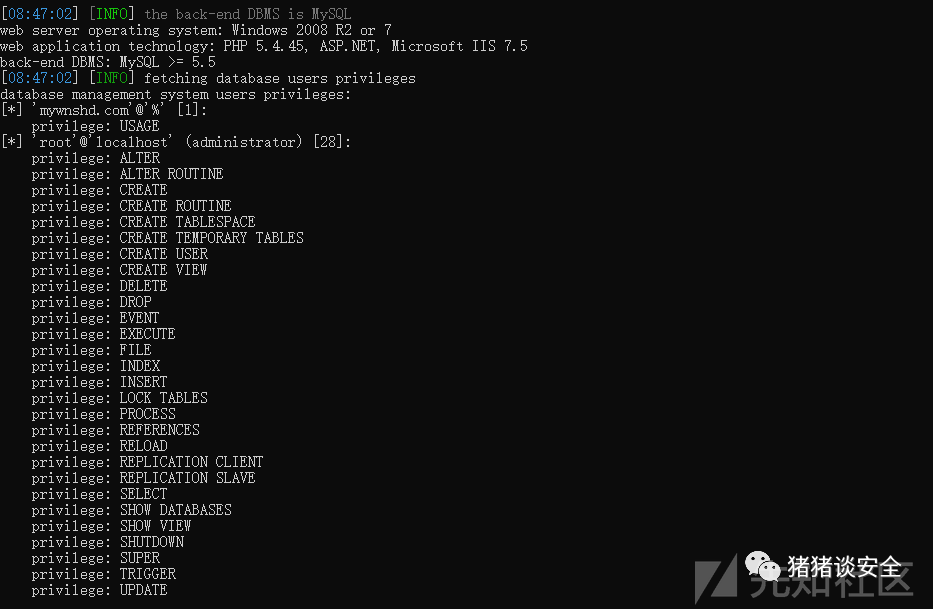 [08:47:02] [INFO] the back-end DBMS is MySQL
web server operating system: Windows 2008 R2 or 7
web application technology: PHP 5.4.45, ASP.NET, Microsoft IIS 7.5
back-end DBMS: MySQL >= 5.5
[08:47:02] [INFO] fetching database users privileges
database management system users privileges:
[*] 'mywnshd.com'@'%' [1]:
privilege: USAGE
[*] 'root'@'localhost' (administrator) [28]:
privilege: ALTER
privilege: ALTER ROUTINE
privilege: CREATE
privilege: CREATE ROUTINE
privilege: CREATE TABLESPACE
privilege: CREATE TEMPORARY TABLES
privilege: CREATE USER
privilege: CREATE VIEW
privilege: DELETE
privilege: DROP
privilege: EVENT
privilege: EXECUTE
privilege: FILE
privilege: INDEX
privilege: INSERT
privilege: LOCK TABLES
privilege: PROCESS
privilege: REFERENCES
privilege: RELOAD
privilege: REPLICATION CLIENT
privilege: REPLICATION SLAVE
privilege: SELECT
privilege: SHOW DATABASES
privilege: SHOW VIEW
privilege: SHUTDOWN
privilege: SUPER
privilege: TRIGGER
privilege: UPDATE
猪猪谈安全
先知社区